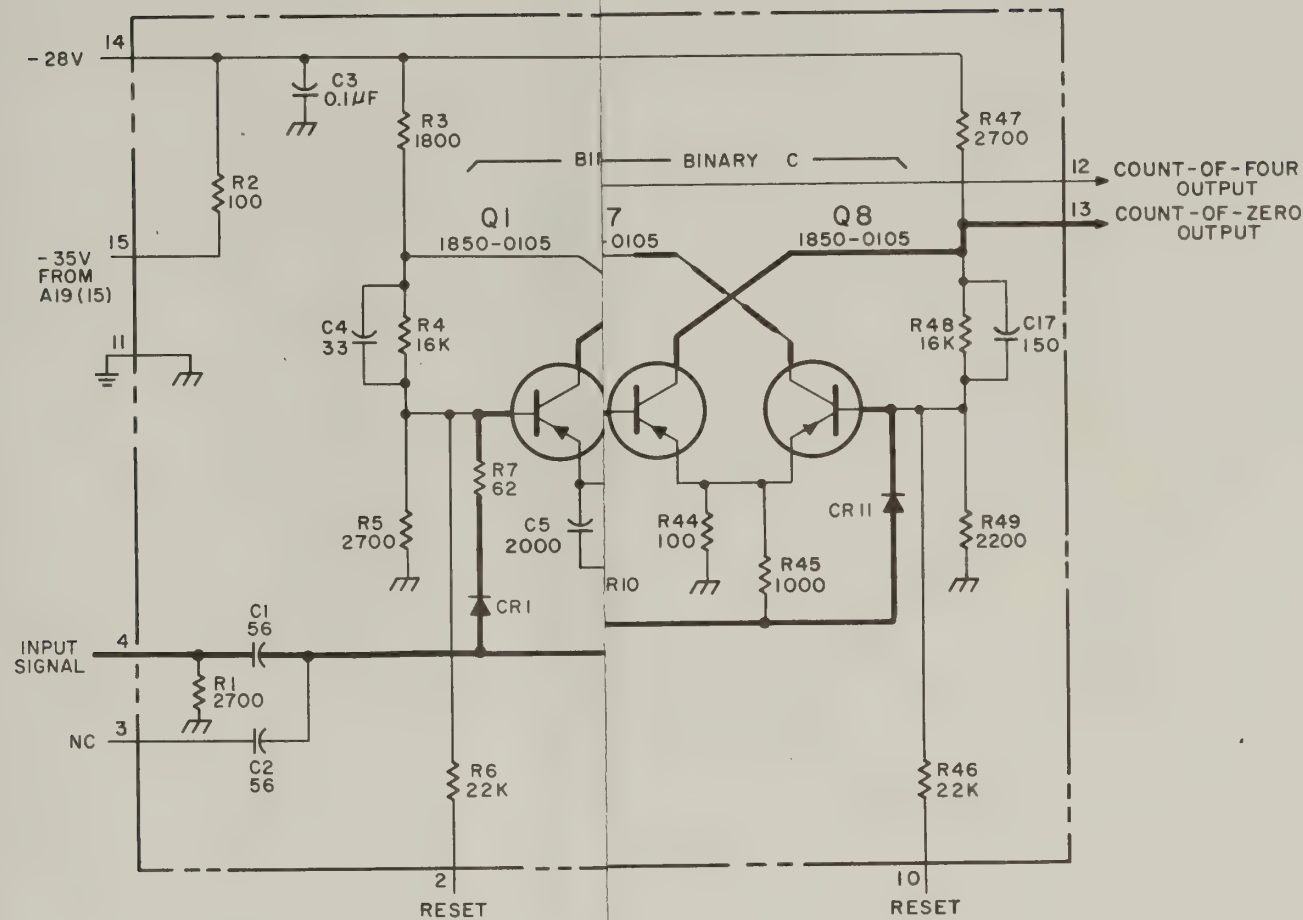 14
-28V
C3
0.1µF
R3
1800
R47
2700
BINARY C
12
COUNT-OF-FOUR
OUTPUT
13
COUNT-OF-ZERO
OUTPUT
R2
100
Q1
1850-0105
7
-0105
Q8
1850-0105
15
-35V
FROM
A19(15)
C4
33
R4
16K
R48
16K
C17
150
11
R7
62
R5
2700
C5
2000
R10
R44
100
R45
1000
CR11
R49
2200
CR1
C1
56
INPUT
SIGNAL
4
R1
2700
3
NC
C2
56
R6
22K
R46
22K
2
RESET
10
RESET